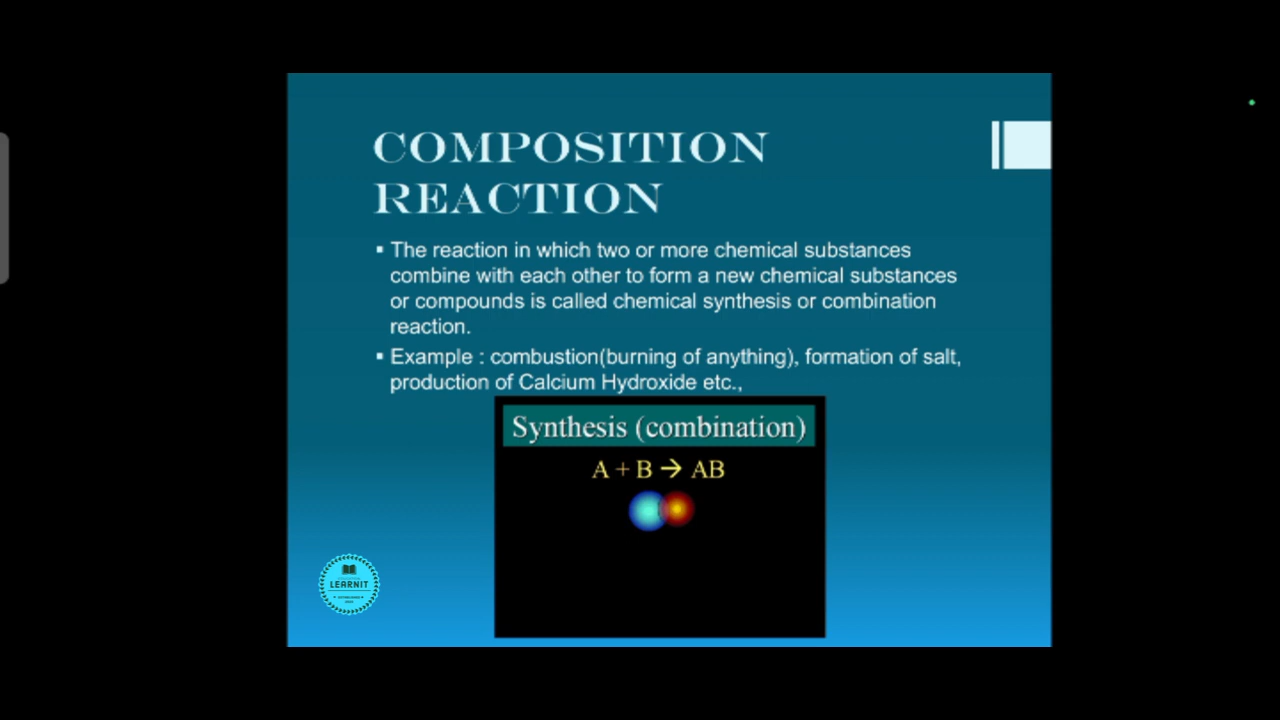 COMPOSITION
REACTION
▪ The reaction in which two or more chemical substances
combine with each other to form a new chemical substances
or compounds is called chemical synthesis or combination
reaction.
▪ Example : combustion(burning of anything), formation of salt,
production of Calcium Hydroxide etc.,
Synthesis (combination)
A + B → AB
LEARNIT